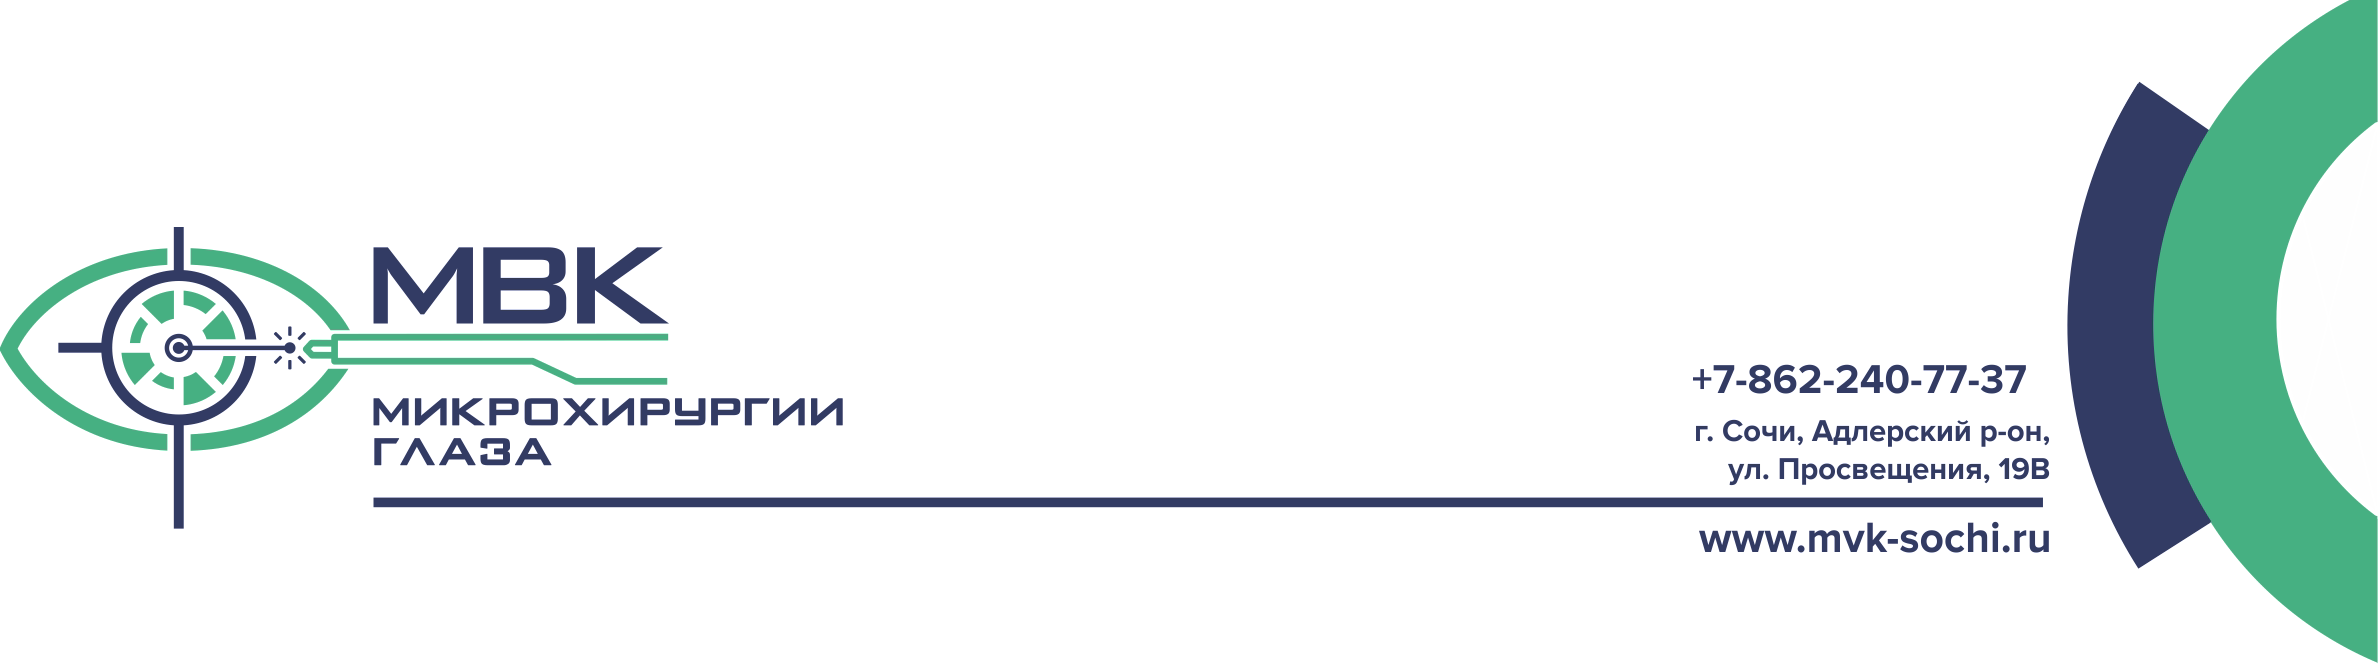 МВК
МИКРОХИРУРГИИ
ГЛАЗА
+7-862-240-77-37
г. Сочи, Адлерский р-он,
ул. Просвещения, 19В
www.mvk-sochi.ru